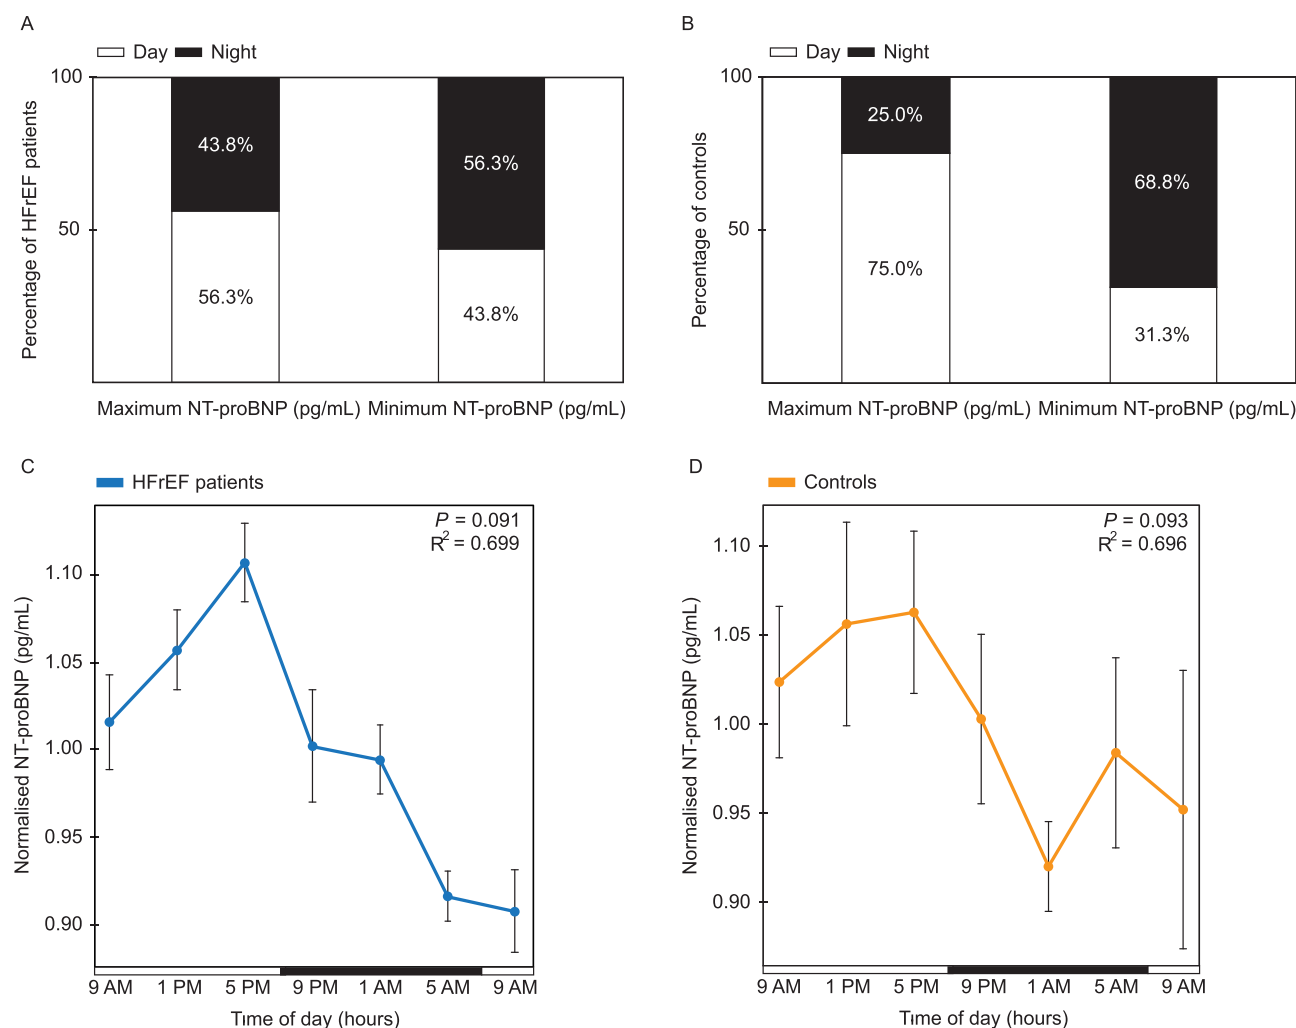 A
Day Night
Percentage of HFrEF patients
100
50
43.8%
56.3%
56.3%
43.8%
Maximum NT-proBNP (pg/mL) Minimum NT-proBNP (pg/mL)
B
Day Night
Percentage of controls
100
50
25.0%
75.0%
68.8%
31.3%
Maximum NT-proBNP (pg/mL) Minimum NT-proBNP (pg/mL)
C
HFrEF patients
P = 0.091
R² = 0.699
Normalised NT-proBNP (pg/mL)
1.10
1.05
1.00
0.95
0.90
9 AM 1 PM 5 PM 9 PM 1 AM 5 AM 9 AM
Time of day (hours)
D
Controls
P = 0.093
R² = 0.696
Normalised NT-proBNP (pg/mL)
1.10
1.05
1.00
0.95
0.90
9 AM 1 PM 5 PM 9 PM 1 AM 5 AM 9 AM
Time of day (hours)